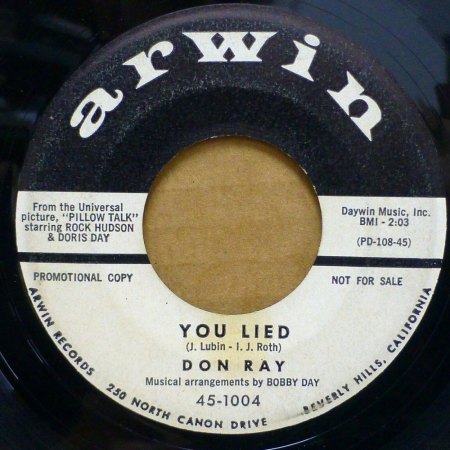 arwin
From the Universal
picture, "PILLOW TALK"
starring ROCK HUDSON
& DORIS DAY
Daywin Music, Inc.
BMI - 2:03
(PD-108-45)
PROMOTIONAL COPY
NOT FOR SALE
YOU LIED
(J. Lubin - I. J. Roth)
DON RAY
Musical arrangements by BOBBY DAY
45-1004
ARWIN RECORDS 250 NORTH CANON DRIVE BEVERLY HILLS, CALIFORNIA